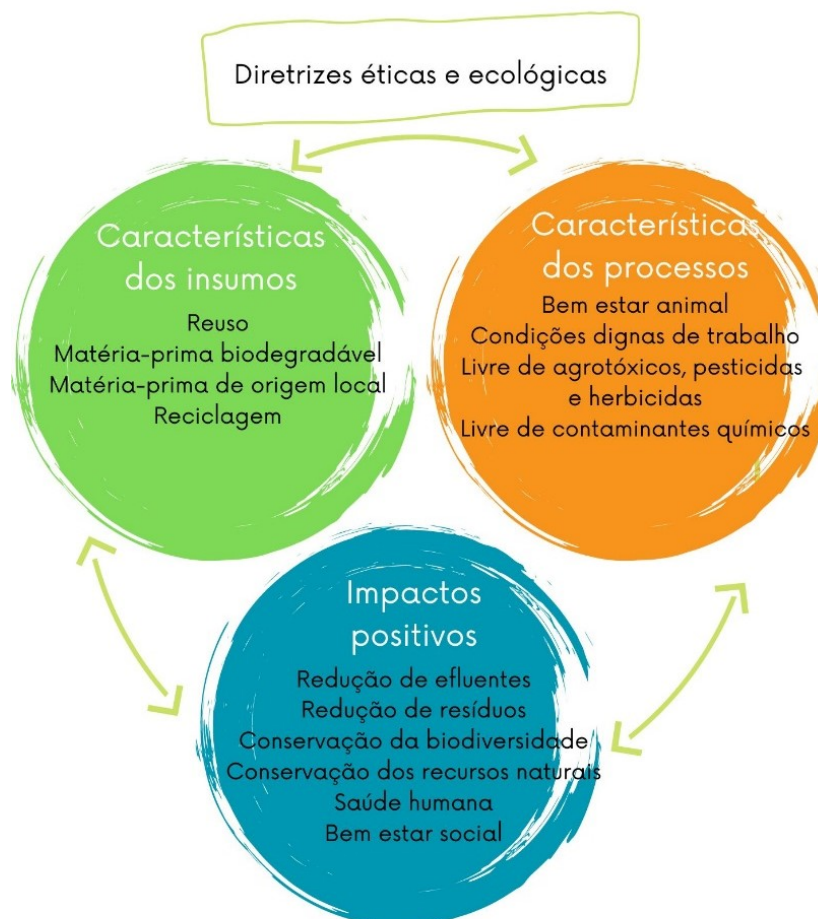 Diretrizes éticas e ecológicas
Características
dos insumos
Reuso
Matéria-prima biodegradável
Matéria-prima de origem local
Reciclagem
Características
dos processos
Bem estar animal
Condições dignas de trabalho
Livre de agrotóxicos, pesticidas
e herbicidas
Livre de contaminantes químicos
Impactos
positivos
Redução de efluentes
Redução de resíduos
Conservação da biodiversidade
Conservação dos recursos naturais
Saúde humana
Bem estar social